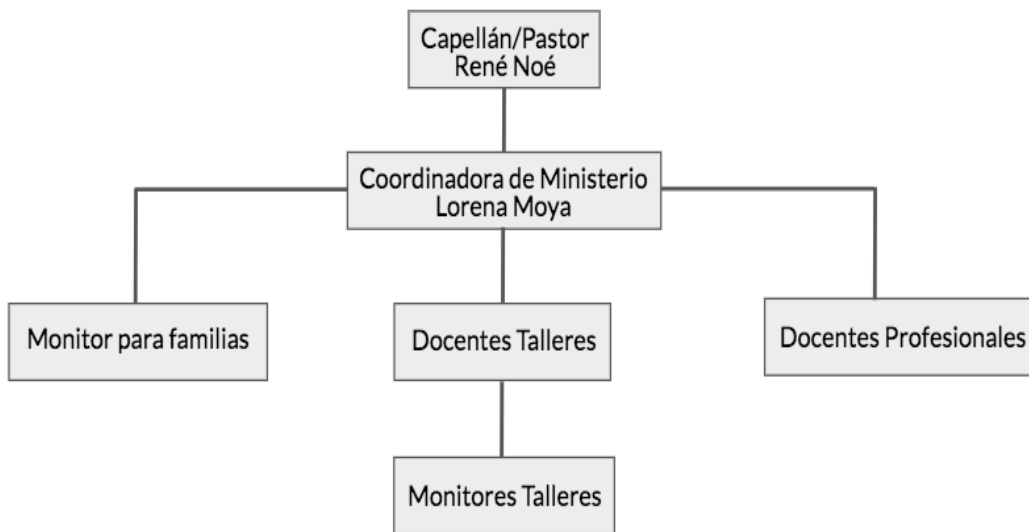 Capellán/Pastor
René Noé
Coordinadora de Ministerio
Lorena Moya
Monitor para familias
Docentes Talleres
Docentes Profesionales
Monitores Talleres